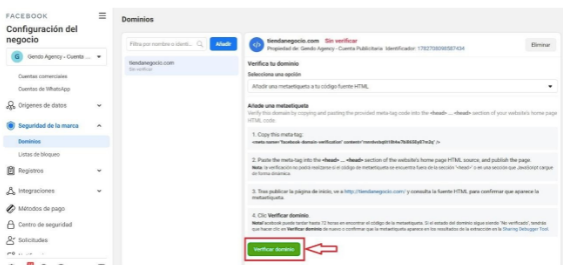 FACEBOOK
Configuración del
negocio
G Gendo Agency - Cuenta ...
Cuentas comerciales
Cuentas de WhatsApp
Orígenes de datos
Seguridad de la marca
Dominios
Listas de bloqueo
Registros
Integraciones
Métodos de pago
Centro de seguridad
Solicitudes
Dominios
Filtra por nombre o identi...
Añadir
tiendanegocio.com
Sin verificar
tiendanegocio.com Sin verificar
Propiedad de: Gendo Agency - Cuenta Publicitaria Identificador:
Eliminar
Verifica tu dominio
Selecciona una opción
Añadir una metaetiqueta a tu código fuente HTML.
Añade una metaetiqueta
Verify this domain by copying and pasting the provided meta-tag code into the <head> ... <head> section of your website's home page
HTML code.
1. Copy this meta-tag:
<meta name="facebook-domain-verification" content=
2. Paste the meta-tag into the <head> ... <head> section of the website's home page HTML source, and publish the page.
Nota: la verificación no podrá realizarse si el código de metaetiqueta se encuentra fuera de la sección "<head>" o en una sección que JavaScript cargue
de forma dinámica.
3. Tras publicar la página de inicio, ve a http://tiendanegocio.com/ y consulta la fuente HTML para confirmar que aparece la
metaetiqueta.
4. Clic Verificar dominio
Nota: Facebook puede tardar hasta 72 horas en encontrar el código de la metaetiqueta. Si el estado del dominio sigue siendo "No verificado", tendrás
que hacer clic en Verificar dominio de nuevo o confirmar que la metaetiqueta aparece en los resultados de la extracción en la Sharing Debugger Tool.
Verificar dominio